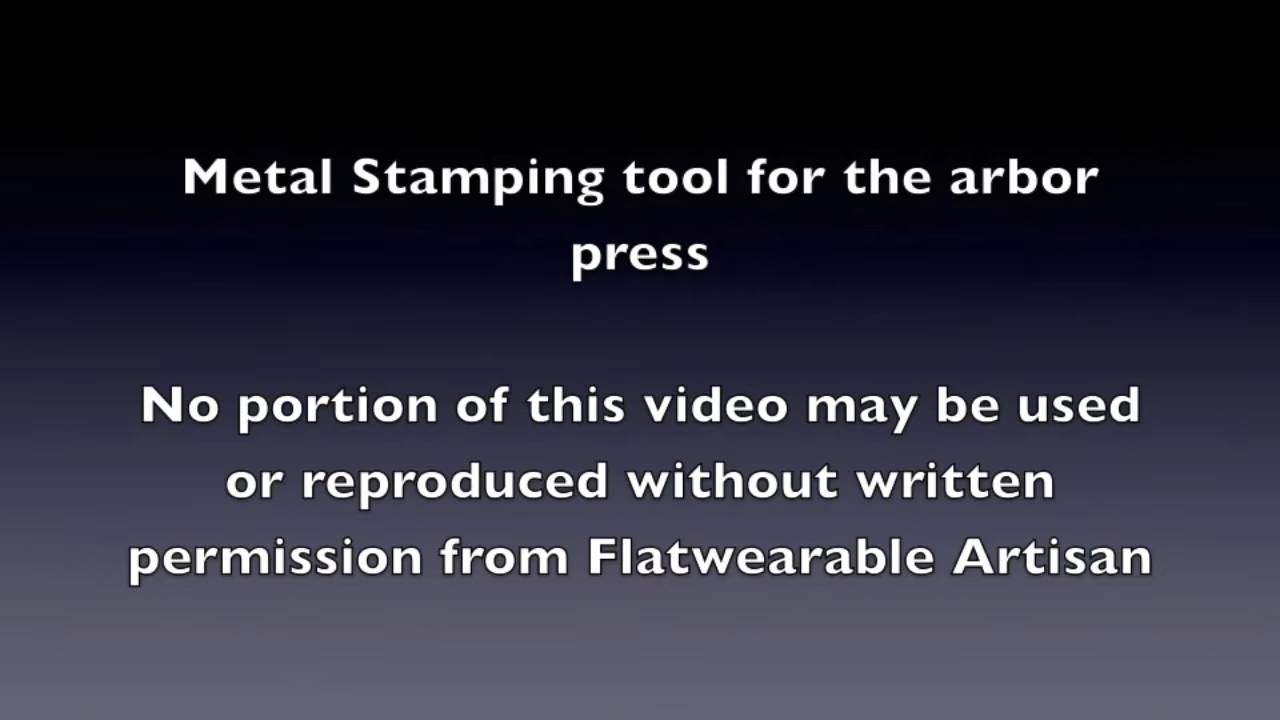 Metal Stamping tool for the arbor
press
No portion of this video may be used
or reproduced without written
permission from Flatwearable Artisan